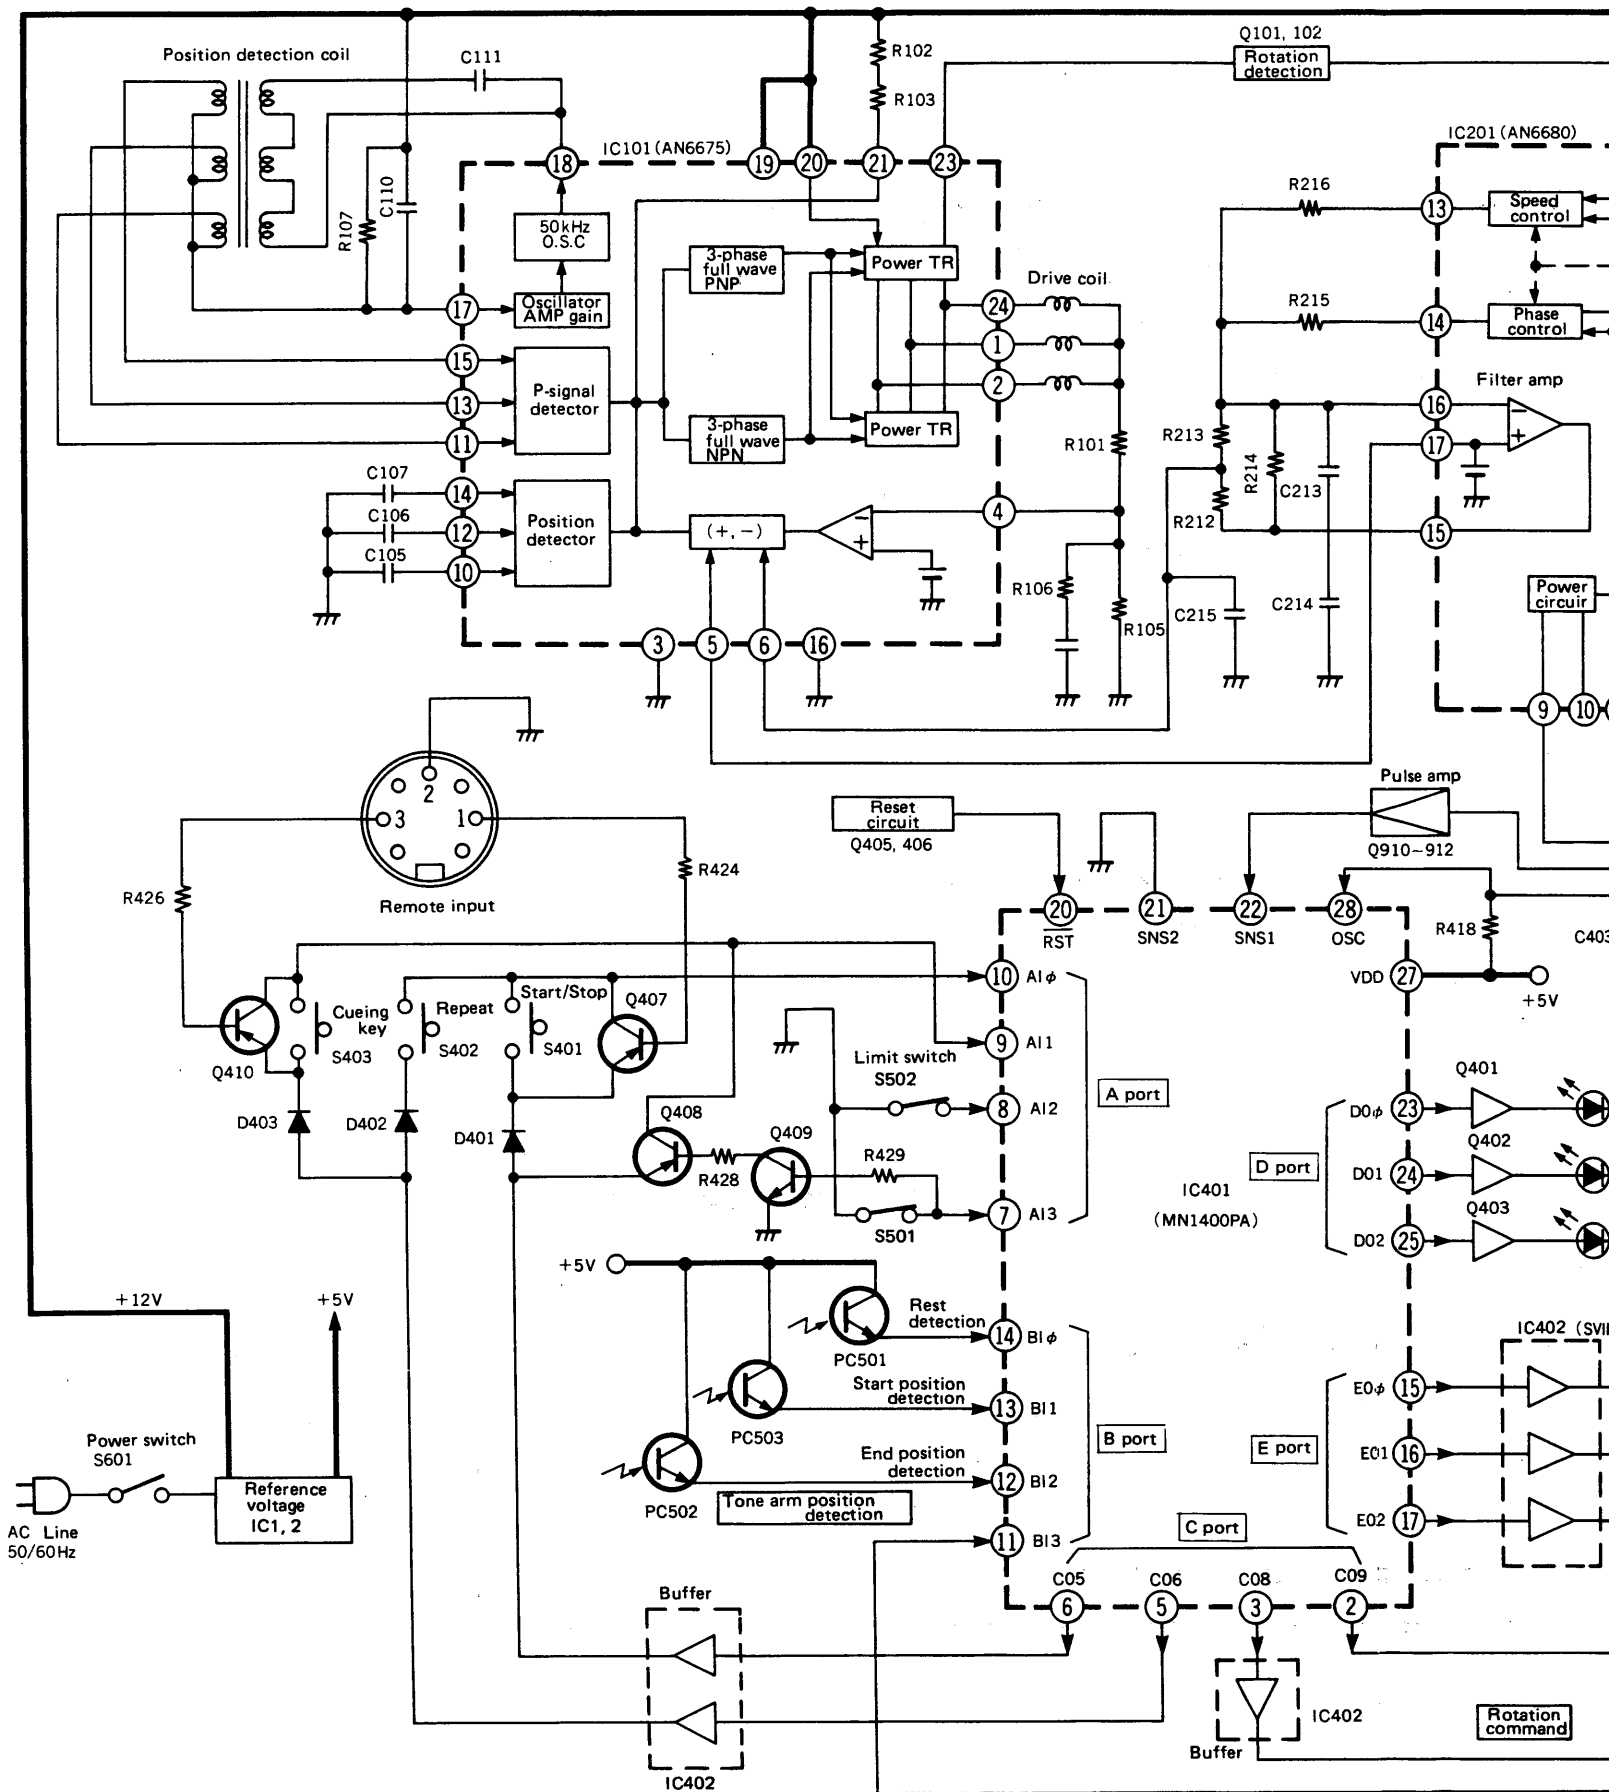 Position detection coil
C111
R102
R103
Q101, 102
Rotation
detection
IC101 (AN6675)
IC201 (AN6680)
18
19
20
21
23
R107
C110
50kHz
O.S.C
Oscillator
AMP gain
17
3-phase
full wave
PNP
Power TR
Drive coil
24
1
2
R216
13
Speed
control
R215
14
Phase
control
15
13
11
P-signal
detector
3-phase
full wave
NPN
Power TR
R101
Filter amp
16
17
15
R213
R214
R212
C213
C107
C106
C105
14
12
10
Position
detector
(+, −)
−
+
4
−
+
R106
R105
C215
C214
Power
circuir
3
5
6
16
9
10
2
3
1
Remote input
R426
R424
Reset
circuit
Q405, 406
Pulse amp
Q910~912
20
21
22
28
RST
SNS2
SNS1
OSC
R418
C403
VDD
27
+5V
Q410
Cueing
key
S403
Repeat
S402
Start/Stop
S401
Q407
10
AIϕ
9
AI1
Limit switch
S502
8
AI2
A port
D403
D402
D401
Q408
Q409
R428
R429
S501
7
AI3
IC401
(MN1400PA)
D port
DOϕ
23
Q401
DO1
24
Q402
DO2
25
Q403
+5V
+12V
+5V
Rest
detection
PC501
14
BIϕ
Start position
detection
PC503
13
BI1
End position
detection
PC502
12
BI2
Tone arm position
detection
11
BI3
B port
IC402 (SVI
E port
EOϕ
15
EO1
16
EO2
17
Power switch
S601
Reference
voltage
IC1, 2
AC Line
50/60Hz
C port
CO5
CO6
CO8
CO9
6
5
3
2
Buffer
IC402
IC402
Buffer
Rotation
command